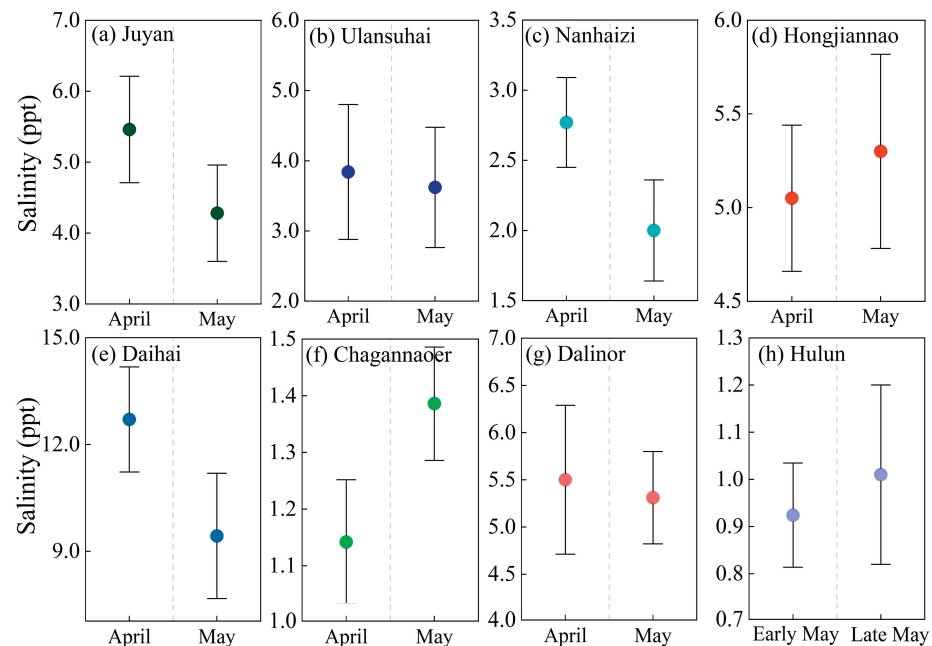 Salinity (ppt)
(a) Juyan
7.0
6.0
5.0
4.0
3.0
April
May
(b) Ulansuhai
6.0
5.0
4.0
3.0
2.0
April
May
(c) Nanhaizi
3.5
3.0
2.5
2.0
1.5
April
May
(d) Hongjiannao
6.0
5.5
5.0
4.5
April
May
Salinity (ppt)
(e) Daihai
15.0
12.0
9.0
April
May
(f) Chagannaoer
1.5
1.4
1.3
1.2
1.1
1.0
April
May
(g) Dalinor
7.0
6.5
6.0
5.5
5.0
4.5
4.0
April
May
(h) Hulun
1.3
1.2
1.1
1.0
0.9
0.8
0.7
Early May
Late May